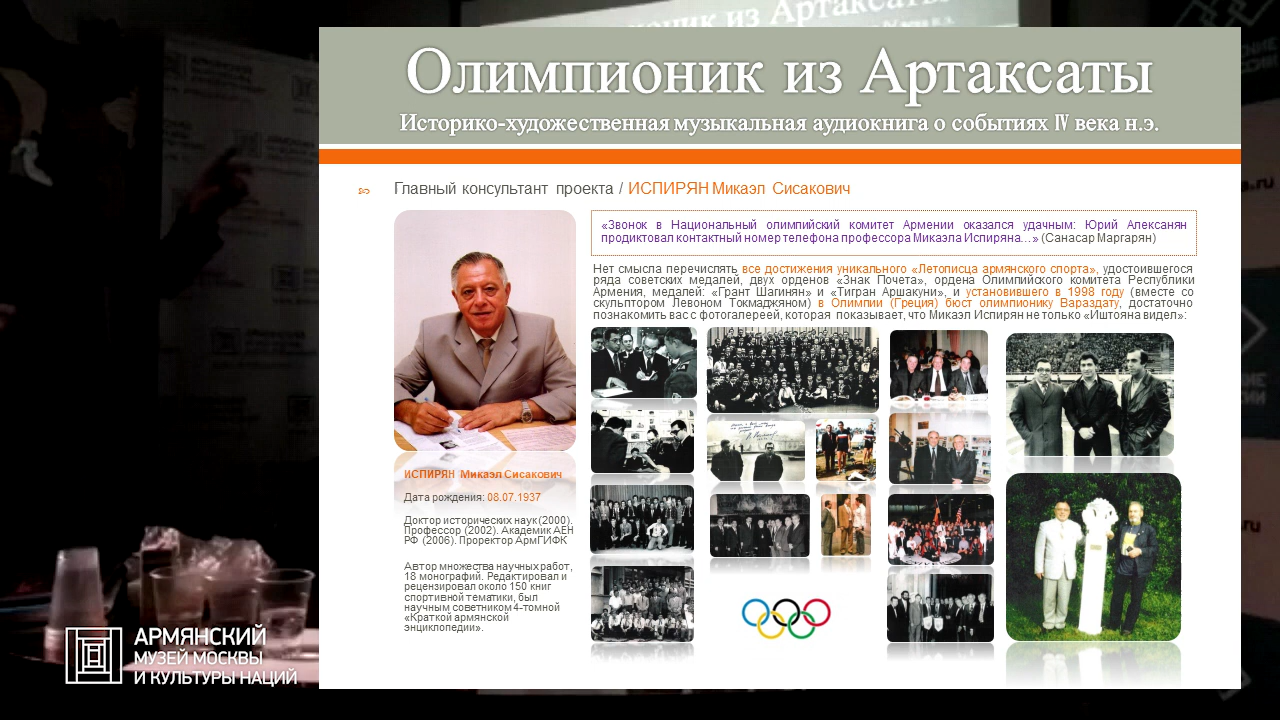 Олимпионик из Артаксаты
Историко-художественная музыкальная аудиокнига о событиях IV века н.э.
Главный консультант проекта / ИСПИРЯН Микаэл Сисакович
«Звонок в Национальный олимпийский комитет Армении оказался удачным: Юрий Алексанян
продиктовал контактный номер телефона профессора Микаэла Испиряна…» (Санасар Маргарян)
Нет смысла перечислять все достижения уникального «Летописца армянского спорта», удостоившегося
ряда советских медалей, двух орденов «Знак Почета», ордена Олимпийского комитета Республики
Армения, медалей: «Грант Шагинян» и «Тигран Аршакуни», и установившего в 1998 году (вместе со
скульптором Левоном Токмаджяном) в Олимпии (Греция) бюст олимпионику Вараздату, достаточно
познакомить вас с фотогалереей, которая показывает, что Микаэл Испирян не только «Иштояна видел»:
ИСПИРЯН Микаэл Сисакович
Дата рождения: 08.07.1937
Доктор исторических наук (2000).
Профессор (2002). Академик АЕН
РФ (2006). Проректор АрмГИФК
Автор множества научных работ,
18 монографий. Редактировал и
рецензировал около 150 книг
спортивной тематики, был
научным советником 4-томной
«Краткой армянской
энциклопедии».
АРМЯНСКИЙ
МУЗЕЙ МОСКВЫ
И КУЛЬТУРЫ НАЦИЙ